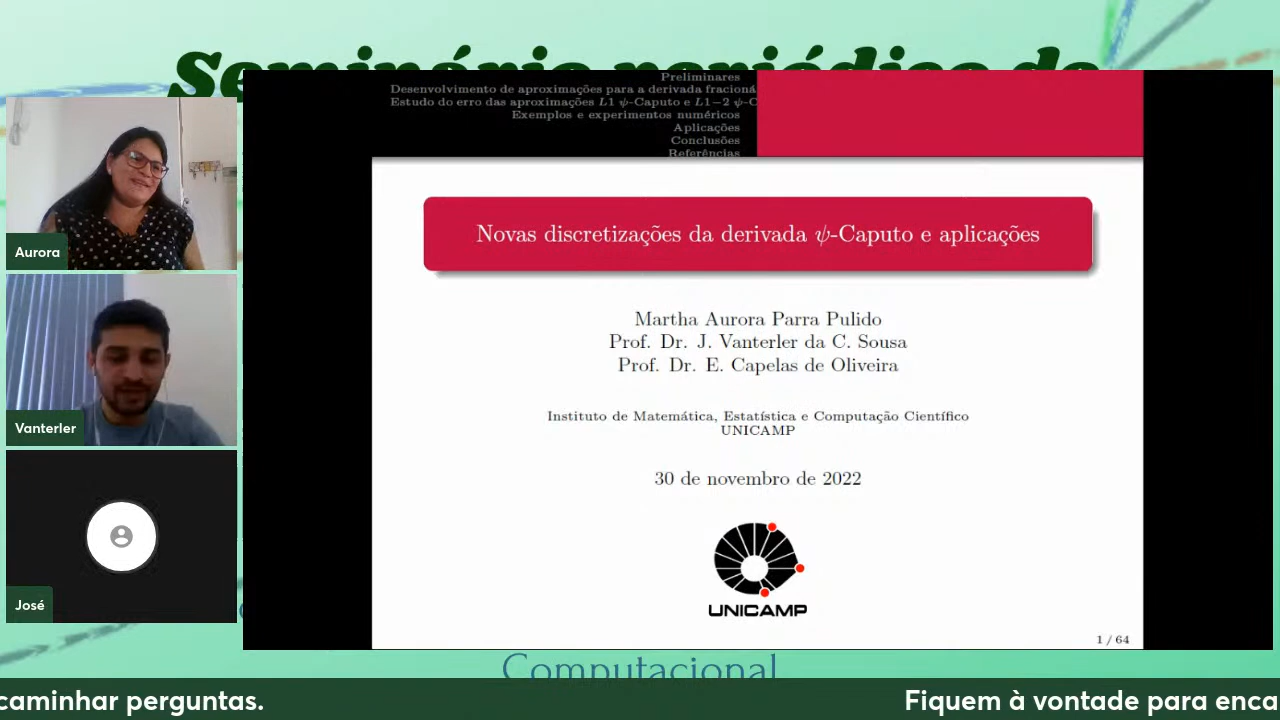 Seminário periódico de
Preliminares
Desenvolvimento de aproximações para a derivada fracioná
Estudo do erro das aproximações L1 ψ-Caputo e L1−2 ψ-C
Exemplos e experimentos numéricos
Aplicações
Conclusões
Referências
Novas discretizações da derivada ψ-Caputo e aplicações
Martha Aurora Parra Pulido
Prof. Dr. J. Vanterler da C. Sousa
Prof. Dr. E. Capelas de Oliveira
Instituto de Matemática, Estatística e Computação Científico
UNICAMP
30 de novembro de 2022
UNICAMP
1 / 64
Aurora
Vanterler
José
Computacional
caminhar perguntas.
Fiquem à vontade para enca